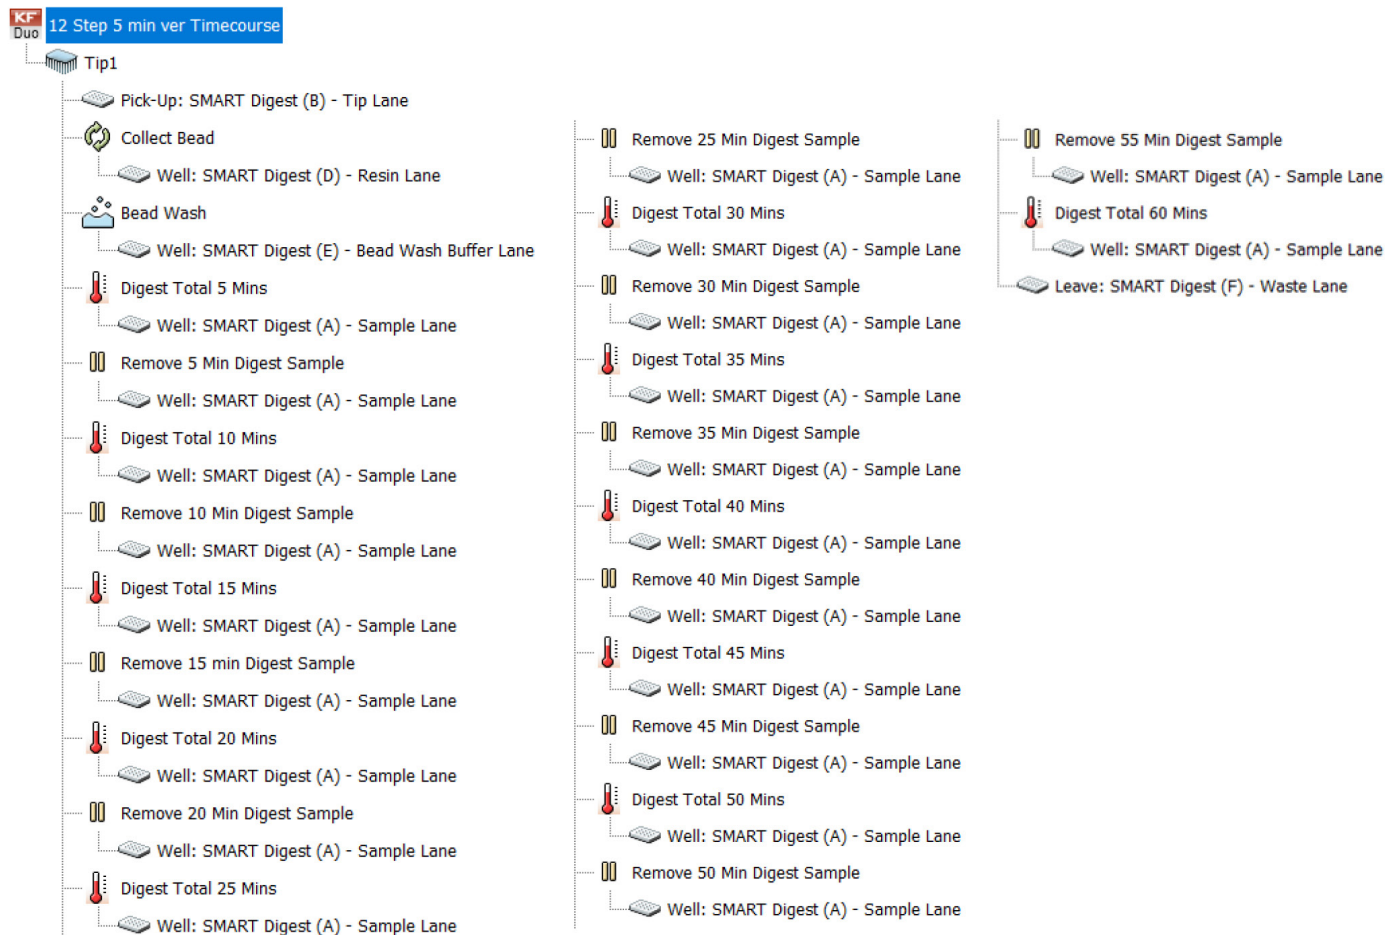 KF
Duo
12 Step 5 min ver Timecourse
Tip1
Pick-Up: SMART Digest (B) - Tip Lane
Collect Bead
Well: SMART Digest (D) - Resin Lane
Bead Wash
Well: SMART Digest (E) - Bead Wash Buffer Lane
Digest Total 5 Mins
Well: SMART Digest (A) - Sample Lane
Remove 5 Min Digest Sample
Well: SMART Digest (A) - Sample Lane
Digest Total 10 Mins
Well: SMART Digest (A) - Sample Lane
Remove 10 Min Digest Sample
Well: SMART Digest (A) - Sample Lane
Digest Total 15 Mins
Well: SMART Digest (A) - Sample Lane
Remove 15 min Digest Sample
Well: SMART Digest (A) - Sample Lane
Digest Total 20 Mins
Well: SMART Digest (A) - Sample Lane
Remove 20 Min Digest Sample
Well: SMART Digest (A) - Sample Lane
Digest Total 25 Mins
Well: SMART Digest (A) - Sample Lane
Remove 25 Min Digest Sample
Well: SMART Digest (A) - Sample Lane
Digest Total 30 Mins
Well: SMART Digest (A) - Sample Lane
Remove 30 Min Digest Sample
Well: SMART Digest (A) - Sample Lane
Digest Total 35 Mins
Well: SMART Digest (A) - Sample Lane
Remove 35 Min Digest Sample
Well: SMART Digest (A) - Sample Lane
Digest Total 40 Mins
Well: SMART Digest (A) - Sample Lane
Remove 40 Min Digest Sample
Well: SMART Digest (A) - Sample Lane
Digest Total 45 Mins
Well: SMART Digest (A) - Sample Lane
Remove 45 Min Digest Sample
Well: SMART Digest (A) - Sample Lane
Digest Total 50 Mins
Well: SMART Digest (A) - Sample Lane
Remove 50 Min Digest Sample
Well: SMART Digest (A) - Sample Lane
Remove 55 Min Digest Sample
Well: SMART Digest (A) - Sample Lane
Digest Total 60 Mins
Well: SMART Digest (A) - Sample Lane
Leave: SMART Digest (F) - Waste Lane